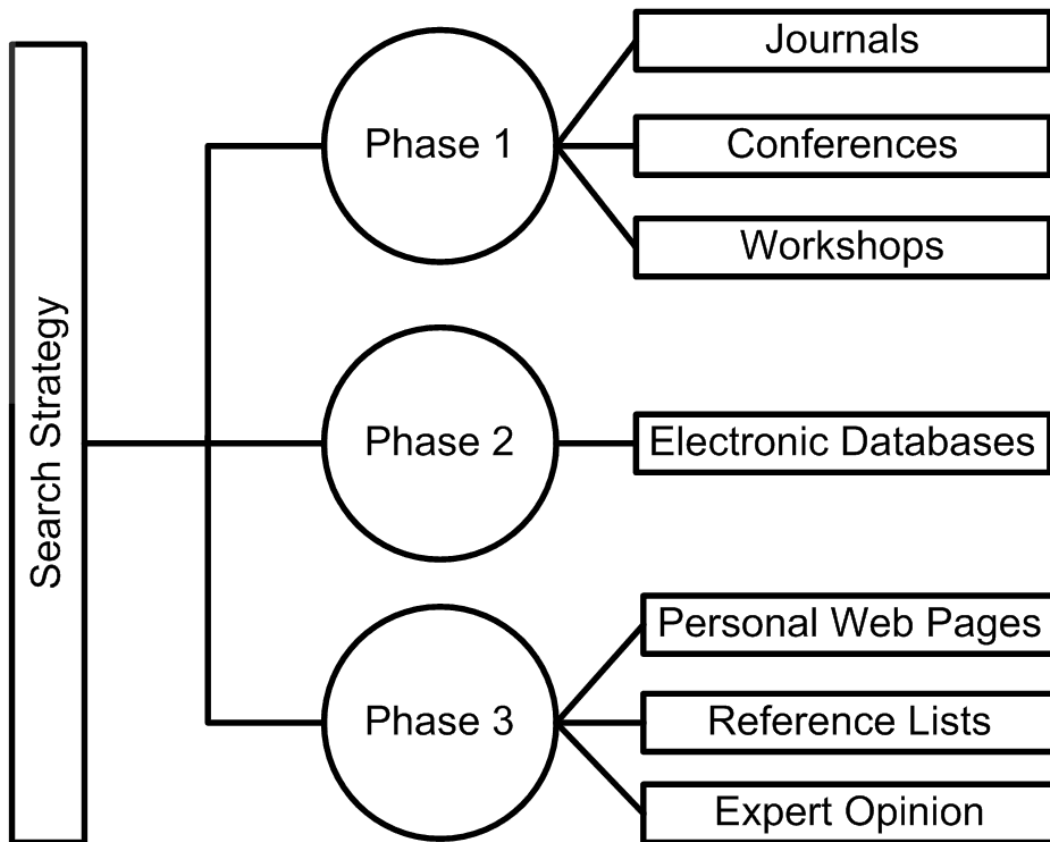 Search Strategy
Phase 1
Journals
Conferences
Workshops
Phase 2
Electronic Databases
Phase 3
Personal Web Pages
Reference Lists
Expert Opinion